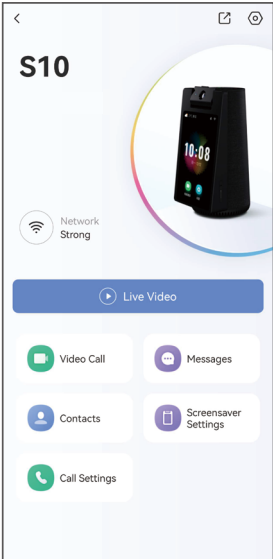 S10
10:08
Network
Strong
Live Video
Video Call
Messages
Contacts
Screensaver
Settings
Call Settings